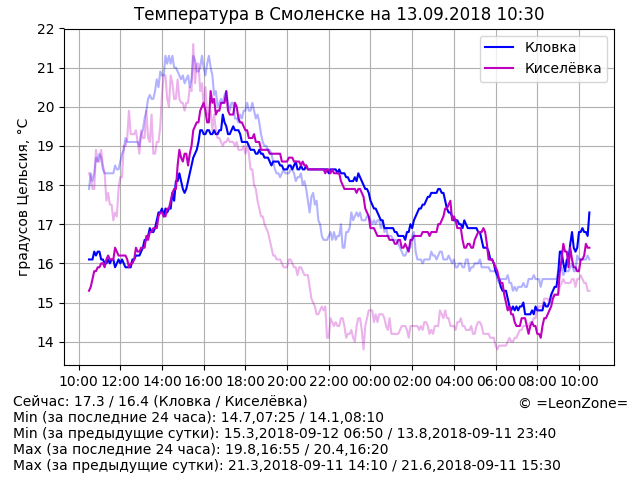 Температура в Смоленске на 13.09.2018 10:30
Кловка
Киселёвка
градусов Цельсия, °C
22
21
20
19
18
17
16
15
14
10:00 12:00 14:00 16:00 18:00 20:00 22:00 00:00 02:00 04:00 06:00 08:00 10:00
Сейчас: 17.3 / 16.4 (Кловка / Киселёвка)
© =LeonZone=
Min (за последние 24 часа): 14.7,07:25 / 14.1,08:10
Min (за предыдущие сутки): 15.3,2018-09-12 06:50 / 13.8,2018-09-11 23:40
Max (за последние 24 часа): 19.8,16:55 / 20.4,16:20
Max (за предыдущие сутки): 21.3,2018-09-11 14:10 / 21.6,2018-09-11 15:30